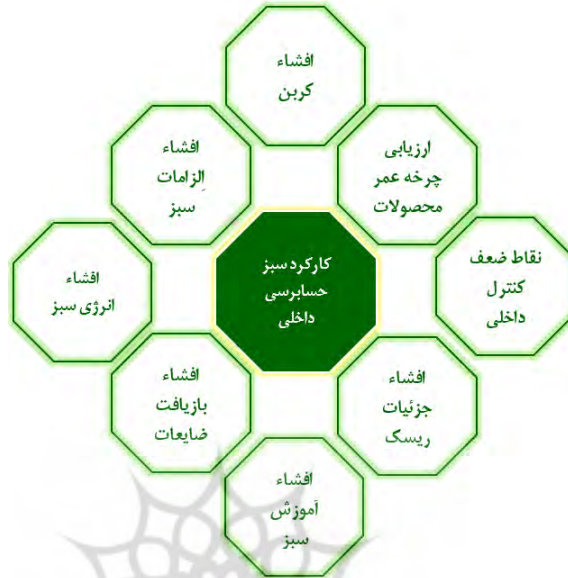 افشاء
کربن
افشاء
الزامات
سبز
ارزیابی
چرخه عمر
محصولات
افشاء
انرژی سبز
کارکرد سبز
حسابرسی
داخلی
نقاط ضعف
کنترل
داخلی
افشاء
بازیافت
ضایعات
افشاء
جزئیات
ریسک
افشاء
آموزش
سبز